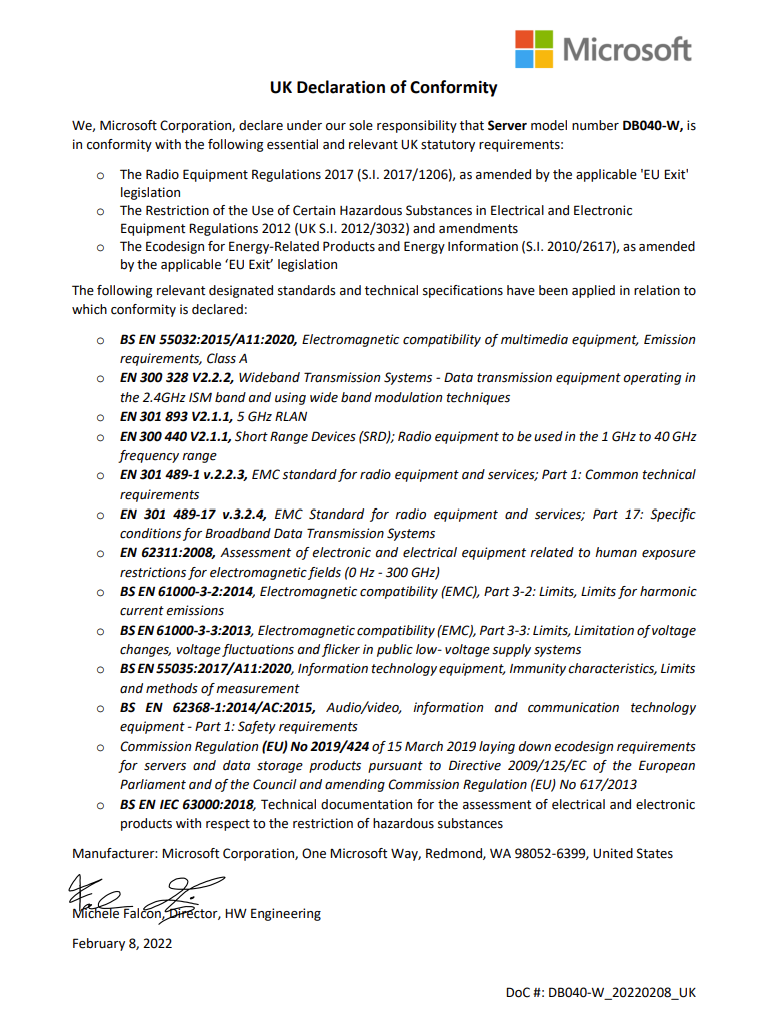 Microsoft
UK Declaration of Conformity
We, Microsoft Corporation, declare under our sole responsibility that Server model number DB040-W, is
in conformity with the following essential and relevant UK statutory requirements:
o The Radio Equipment Regulations 2017 (S.I. 2017/1206), as amended by the applicable 'EU Exit'
legislation
o The Restriction of the Use of Certain Hazardous Substances in Electrical and Electronic
Equipment Regulations 2012 (UK S.I. 2012/3032) and amendments
o The Ecodesign for Energy-Related Products and Energy Information (S.I. 2010/2617), as amended
by the applicable ‘EU Exit’ legislation
The following relevant designated standards and technical specifications have been applied in relation to
which conformity is declared:
o BS EN 55032:2015/A11:2020, Electromagnetic compatibility of multimedia equipment, Emission
requirements, Class A
o EN 300 328 V2.2.2, Wideband Transmission Systems - Data transmission equipment operating in
the 2.4GHz ISM band and using wide band modulation techniques
o EN 301 893 V2.1.1, 5 GHz RLAN
o EN 300 440 V2.1.1, Short Range Devices (SRD); Radio equipment to be used in the 1 GHz to 40 GHz
frequency range
o EN 301 489-1 v.2.2.3, EMC standard for radio equipment and services; Part 1: Common technical
requirements
o EN 301 489-17 v.3.2.4, EMC Standard for radio equipment and services; Part 17: Specific
conditions for Broadband Data Transmission Systems
o EN 62311:2008, Assessment of electronic and electrical equipment related to human exposure
restrictions for electromagnetic fields (0 Hz - 300 GHz)
o BS EN 61000-3-2:2014, Electromagnetic compatibility (EMC), Part 3-2: Limits, Limits for harmonic
current emissions
o BS EN 61000-3-3:2013, Electromagnetic compatibility (EMC), Part 3-3: Limits, Limitation of voltage
changes, voltage fluctuations and flicker in public low- voltage supply systems
o BS EN 55035:2017/A11:2020, Information technology equipment, Immunity characteristics, Limits
and methods of measurement
o BS EN 62368-1:2014/AC:2015, Audio/video, information and communication technology
equipment - Part 1: Safety requirements
o Commission Regulation (EU) No 2019/424 of 15 March 2019 laying down ecodesign requirements
for servers and data storage products pursuant to Directive 2009/125/EC of the European
Parliament and of the Council and amending Commission Regulation (EU) No 617/2013
o BS EN IEC 63000:2018, Technical documentation for the assessment of electrical and electronic
products with respect to the restriction of hazardous substances
Manufacturer: Microsoft Corporation, One Microsoft Way, Redmond, WA 98052-6399, United States
Michele Falcon, Director, HW Engineering
February 8, 2022
DoC #: DB040-W_20220208_UK